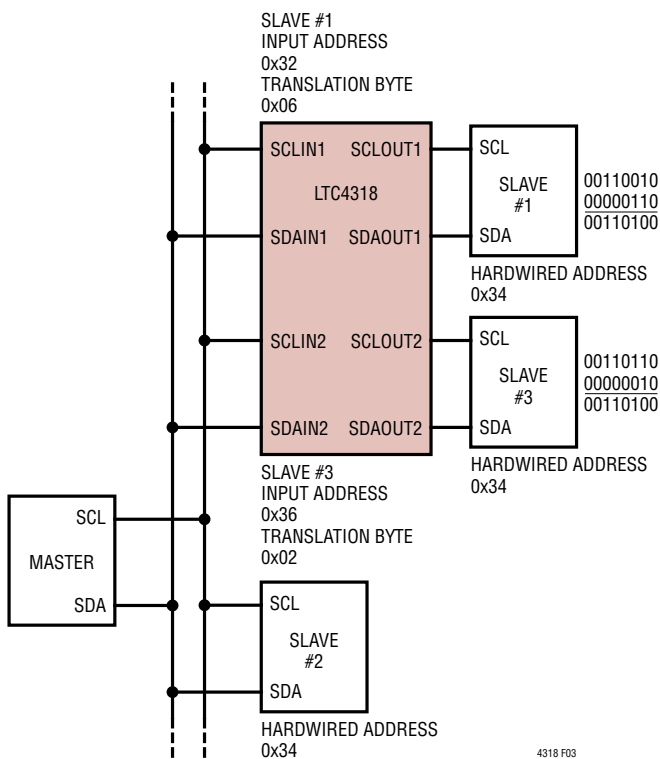 SLAVE #1
INPUT ADDRESS
0x32
TRANSLATION BYTE
0x06
SCLIN1 SCLOUT1
LTC4318
SDAIN1 SDAOUT1
SCL
SLAVE
#1
SDA
00110010
00000110
00110100
HARDWIRED ADDRESS
0x34
SCLIN2 SCLOUT2
SDAIN2 SDAOUT2
SCL
SLAVE
#3
SDA
00110110
00000010
00110100
HARDWIRED ADDRESS
0x34
SLAVE #3
INPUT ADDRESS
0x36
TRANSLATION BYTE
0x02
SCL
MASTER
SDA
SCL
SLAVE
#2
SDA
HARDWIRED ADDRESS
0x34
4318 F03